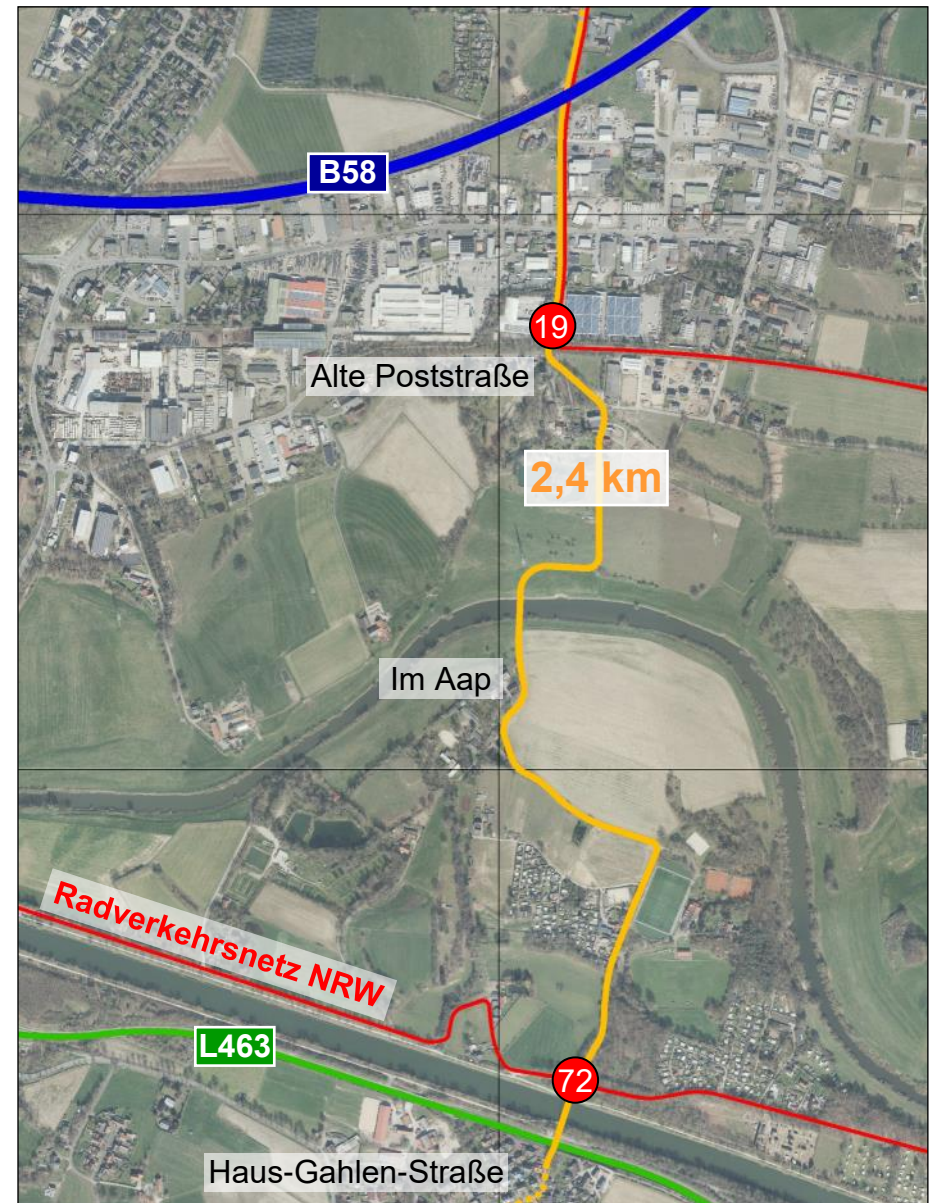 B58
19
Alte Poststraße
2,4 km
Im Aap
Radverkehrsnetz NRW
L463
72
Haus-Gahlen-Straße